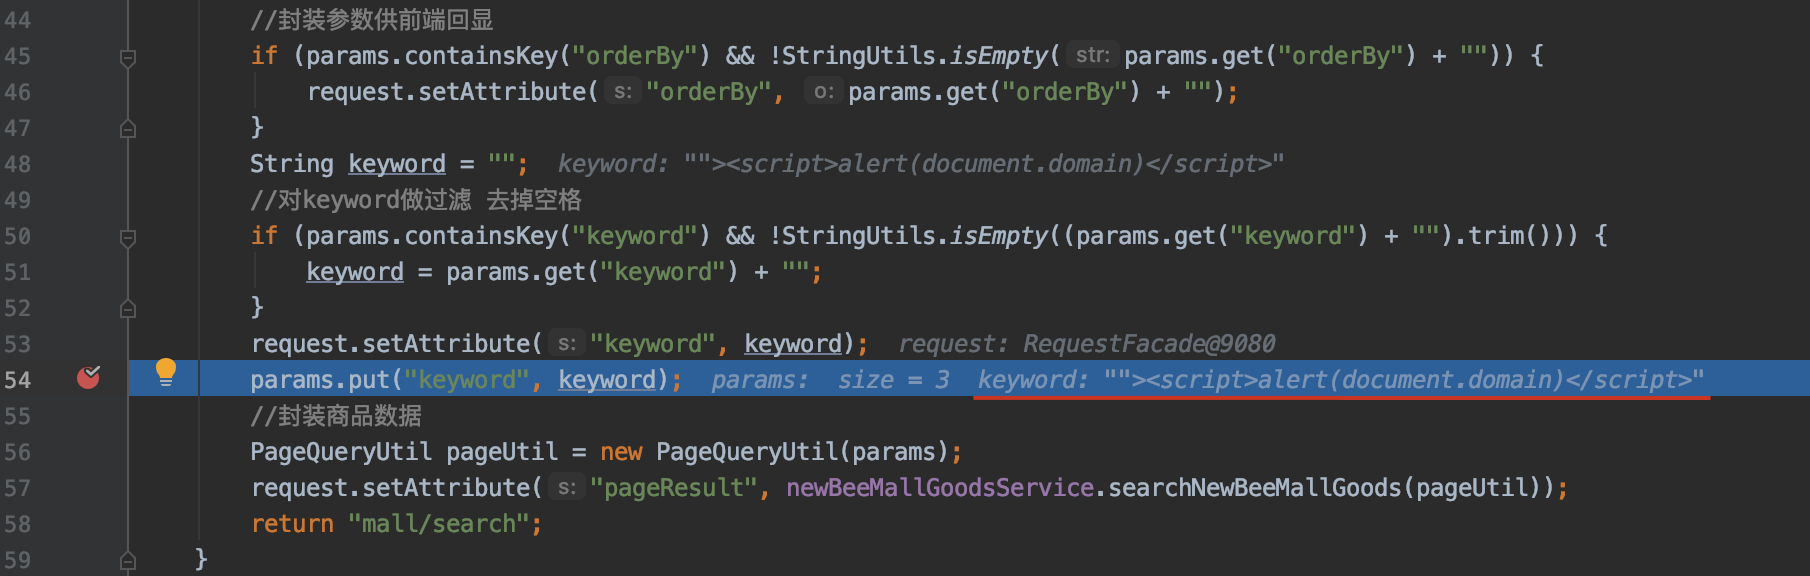 44 //封装参数供前端回显
45 if (params.containsKey("orderBy") && !StringUtils.isEmpty( str: params.get("orderBy") + "")) {
46 request.setAttribute( s: "orderBy", o: params.get("orderBy") + "");
47 }
48 String keyword = ""; keyword: ""><script>alert(document.domain)</script>"
49 //对keyword做过滤 去掉空格
50 if (params.containsKey("keyword") && !StringUtils.isEmpty((params.get("keyword") + "").trim())) {
51 keyword = params.get("keyword") + "";
52 }
53 request.setAttribute( s: "keyword", keyword); request: RequestFacade@9080
54 params.put("keyword", keyword); params: size = 3 keyword: ""><script>alert(document.domain)</script>"
55 //封装商品数据
56 PageQueryUtil pageUtil = new PageQueryUtil(params);
57 request.setAttribute( s: "pageResult", newBeeMallGoodsService.searchNewBeeMallGoods(pageUtil));
58 return "mall/search";
59 }